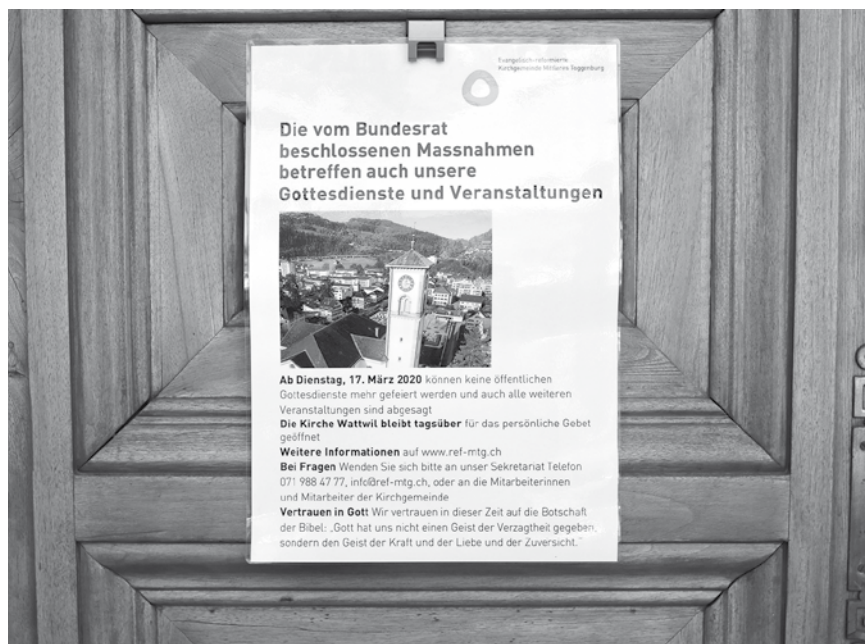 Evangelisch-reformierte
Kirchgemeinde Mittleres Toggenburg
Die vom Bundesrat
beschlossenen Massnahmen
betreffen auch unsere
Gottesdienste und Veranstaltungen
Ab Dienstag, 17. März 2020 können keine öffentlichen
Gottesdienste mehr gefeiert werden und auch alle weiteren
Veranstaltungen sind abgesagt
Die Kirche Wattwil bleibt tagsüber für das persönliche Gebet
geöffnet
Weitere Informationen auf www.ref-mtg.ch
Bei Fragen Wenden Sie sich bitte an unser Sekretariat Telefon
071 988 47 77, info@ref-mtg.ch, oder an die Mitarbeiterinnen
und Mitarbeiter der Kirchgemeinde
Vertrauen in Gott Wir vertrauen in dieser Zeit auf die Botschaft
der Bibel: „Gott hat uns nicht einen Geist der Verzagtheit gegeben,
sondern den Geist der Kraft und der Liebe und der Zuversicht.“